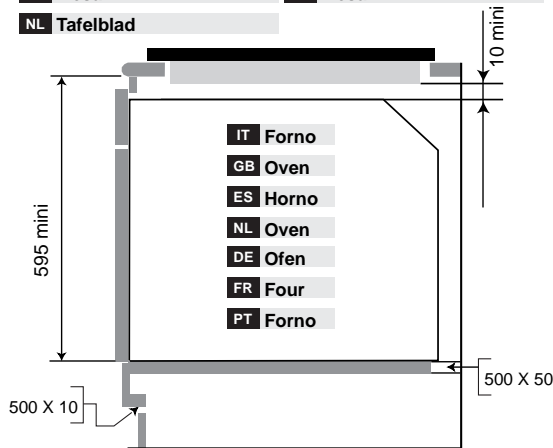 NL Tafelblad
10 mini
IT Forno
GB Oven
ES Horno
NL Oven
DE Ofen
FR Four
PT Forno
595 mini
500 X 50
500 X 10